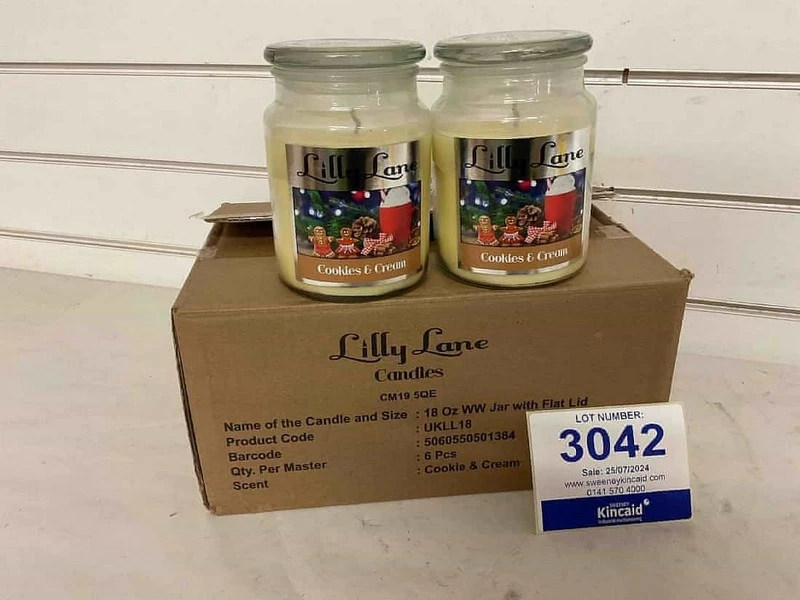 Lilly Lane
Cookies & Cream
Lilly Lane
Cookies & Cream
Lilly Lane
Candles
CM19 5QE
Name of the Candle and Size : 18 Oz WW Jar with Flat Lid
Product Code : UKLL18
Barcode : 5060550501384
Qty. Per Master : 6 Pcs
Scent : Cookie & Cream
LOT NUMBER:
3042
Sale: 25/07/2024
www.sweeneykincaid.com
0141 570 4000
SWEENEY
Kincaid